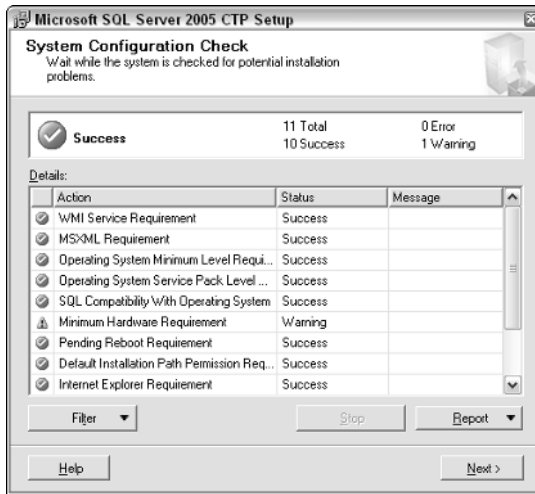 Microsoft SQL Server 2005 CTP Setup
System Configuration Check
Wait while the system is checked for potential installation
problems.
Success
11 Total
0 Error
10 Success
1 Warning
Details:
Action Status Message
WMI Service Requirement Success
MSXML Requirement Success
Operating System Minimum Level Requi... Success
Operating System Service Pack Level ... Success
SQL Compatibility With Operating System Success
Minimum Hardware Requirement Warning
Pending Reboot Requirement Success
Default Installation Path Permission Req... Success
Internet Explorer Requirement Success
Filter Stop Report
Help Next >